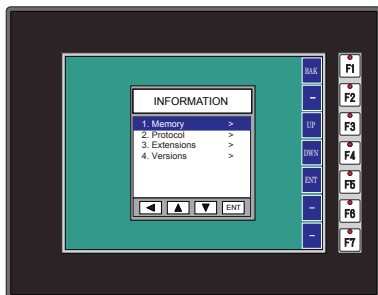 INFORMATION
1. Memory >
2. Protocol >
3. Extensions >
4. Versions >
ENT
BAK
–
UP
DWN
ENT
–
–
F1
F2
F3
F4
F5
F6
F7